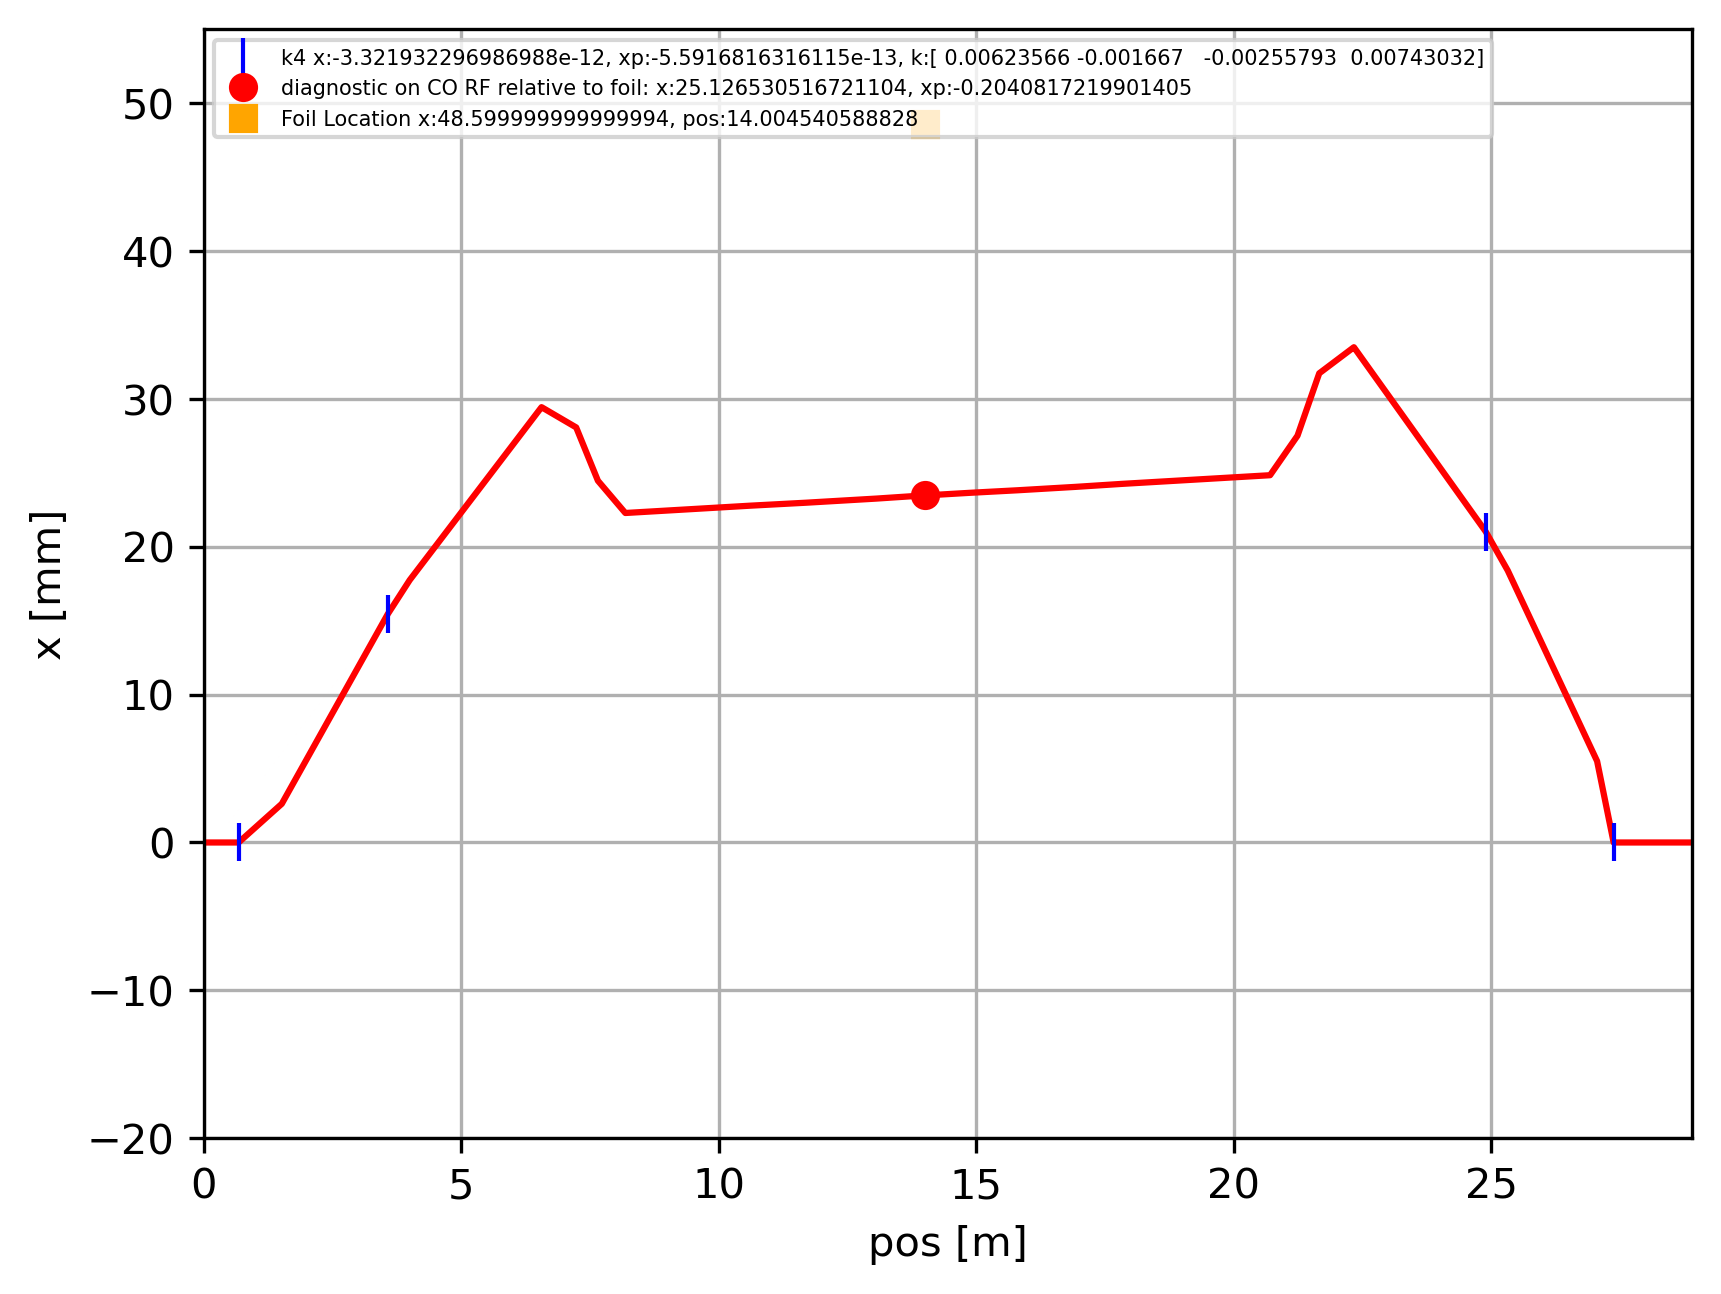 k4 x:-3.321932296986988e-12, xp:-5.5916816316115e-13, k:[ 0.00623566 -0.001667   -0.00255793  0.00743032]
diagnostic on CO RF relative to foil: x:25.126530516721104, xp:-0.2040817219901405
Foil Location x:48.599999999999994, pos:14.004540588828
50
40
30
20
10
0
−10
−20
x [mm]
0 5 10 15 20 25
pos [m]